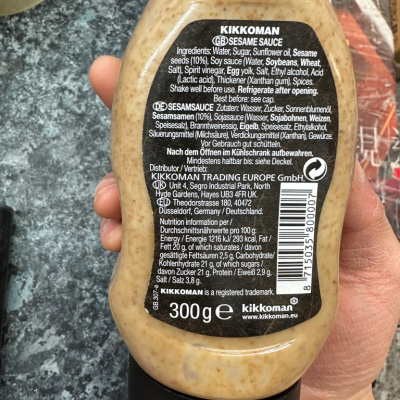 KIKKOMAN
GB SESAME SAUCE
Ingredients: Water, Sugar, Sunflower oil, Sesame
seeds (10%), Soy sauce (Water, Soybeans, Wheat,
Salt), Spirit vinegar, Egg yolk, Salt, Ethyl alcohol, Acid
(Lactic acid), Thickener (Xanthan gum), Spices.
Shake well before use. Refrigerate after opening.
Best before: see cap.
DE SESAMSAUCE Zutaten: Wasser, Zucker, Sonnenblumenöl,
Sesamsamen (10%), Sojasauce (Wasser, Sojabohnen, Weizen,
Speisesalz), Branntweinessig, Eigelb, Speisesalz, Ethylalkohol,
Säuerungsmittel (Milchsäure), Verdickungsmittel (Xanthan), Gewürze.
Vor Gebrauch gut schütteln.
Nach dem Öffnen im Kühlschrank aufbewahren.
Mindestens haltbar bis: siehe Deckel.
Distributor / Vertrieb:
KIKKOMAN TRADING EUROPE GmbH.
UK Unit 4, Segro Industrial Park, North
Hyde Gardens, Hayes UB3 4FR UK.
EU Theodorstrasse 180, 40472
Düsseldorf, Germany / Deutschland.
Nutrition information per /
Durchschnittsnährwerte pro 100 g:
Energy / Energie 1216 kJ / 293 kcal, Fat /
Fett 20 g, of which saturates / davon
gesättigte Fettsäuren 2,5 g, Carbohydrate/
Kohlenhydrate 21 g, of which sugars /
davon Zucker 21 g, Protein / Eiweiß 2,9 g,
Salt / Salz 3,8 g.
KIKKOMAN is a registered trademark.
300 g e kikkoman®
www.kikkoman.eu
GB 307-a
8 715035 800007